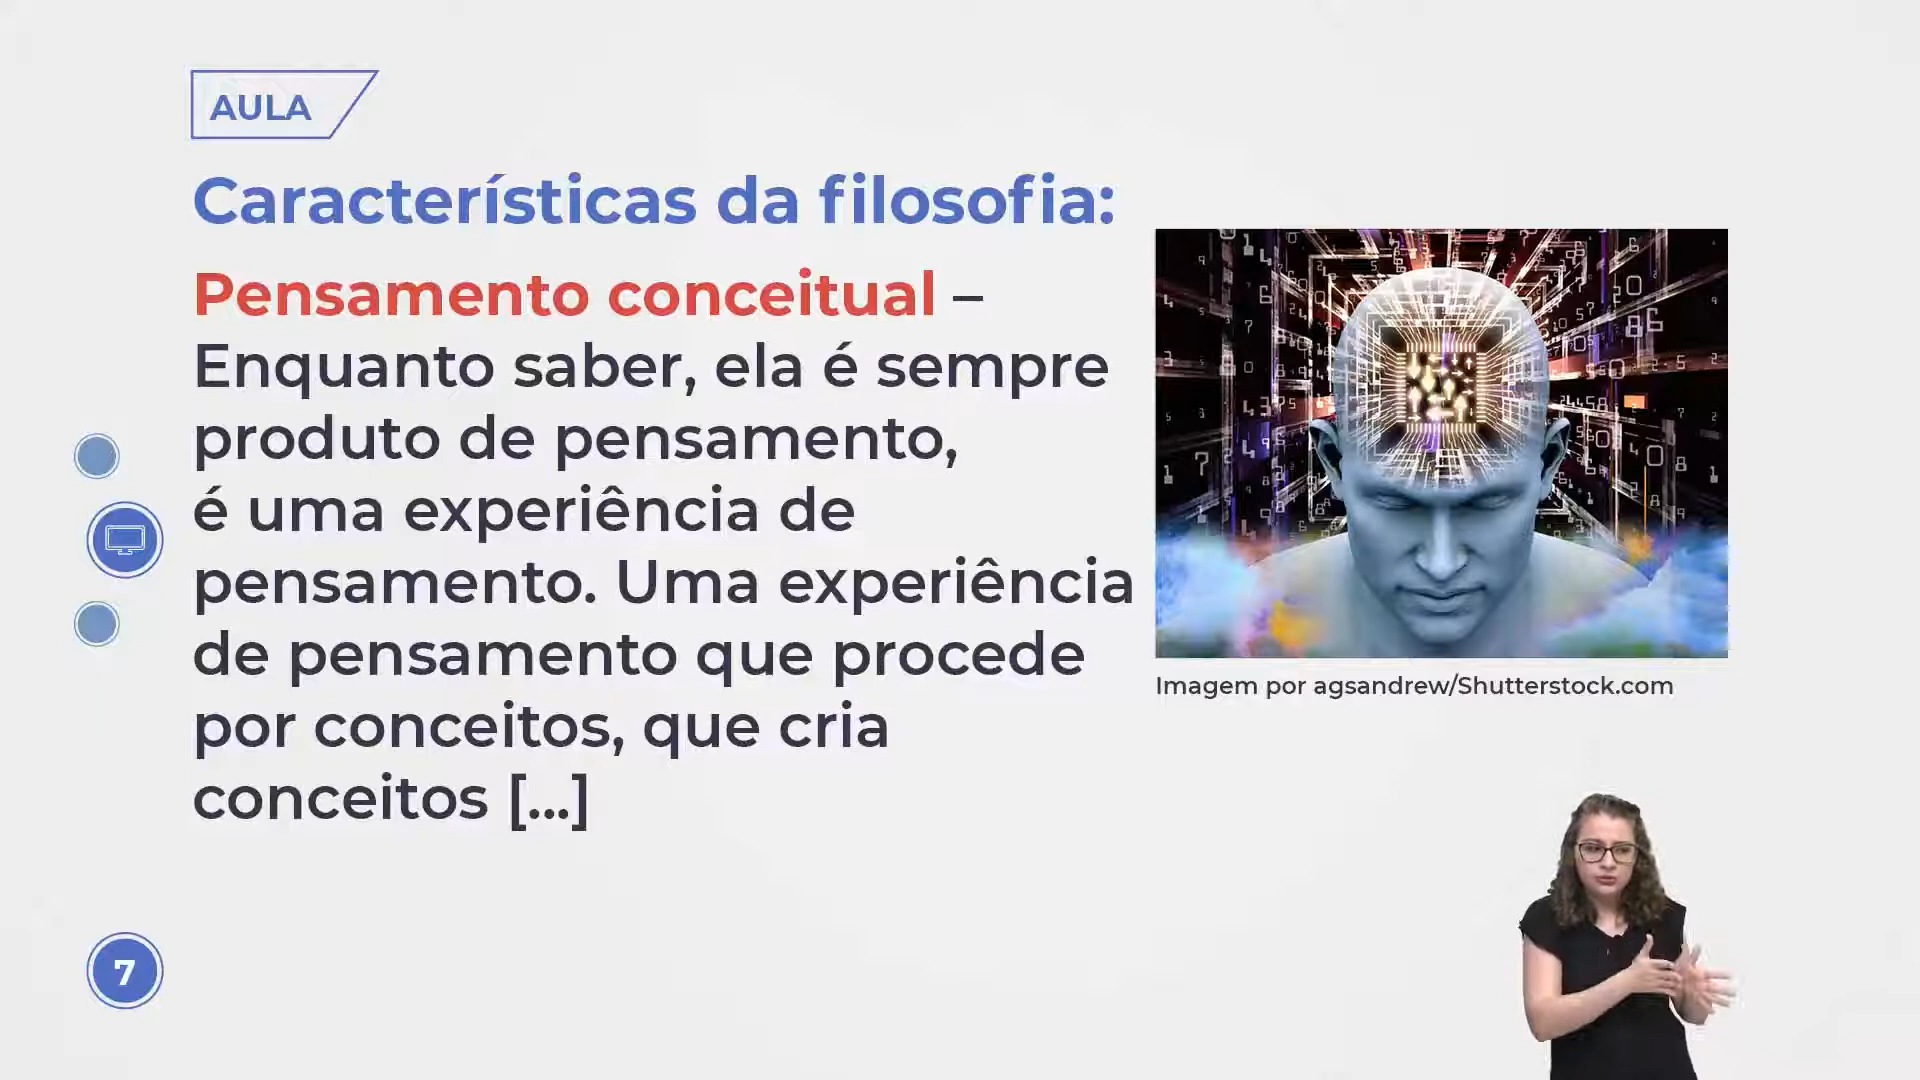 AULA
Características da filosofia:
Pensamento conceitual –
Enquanto saber, ela é sempre
produto de pensamento,
é uma experiência de
pensamento. Uma experiência
de pensamento que procede
por conceitos, que cria
conceitos [...]
Imagem por agsandrew/Shutterstock.com
7